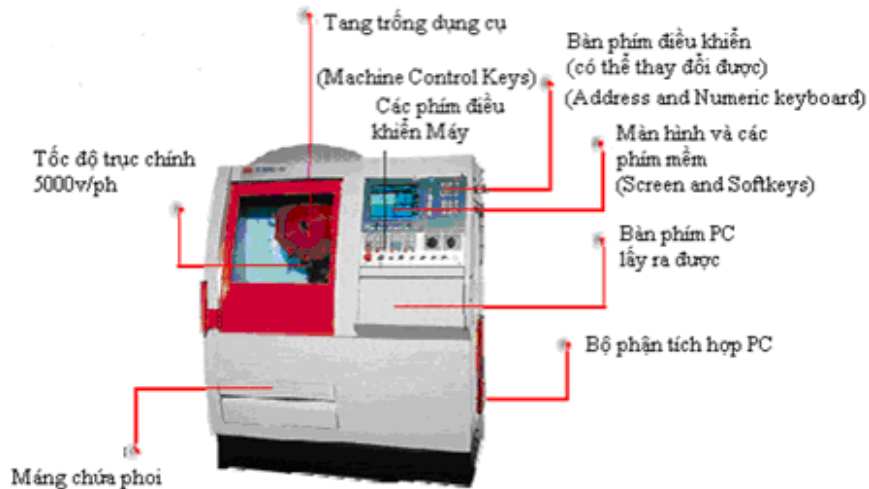 Tang trống dụng cụ
Bàn phím điều khiển
(có thể thay đổi được)
(Address and Numeric keyboard)
(Machine Control Keys)
Các phím điều
khiển Máy
Màn hình và các
phím mềm
(Screen and Softkeys)
Tốc độ trục chính
5000v/ph
Bàn phím PC
lấy ra được
Bộ phận tích hợp PC
Máng chứa phoi